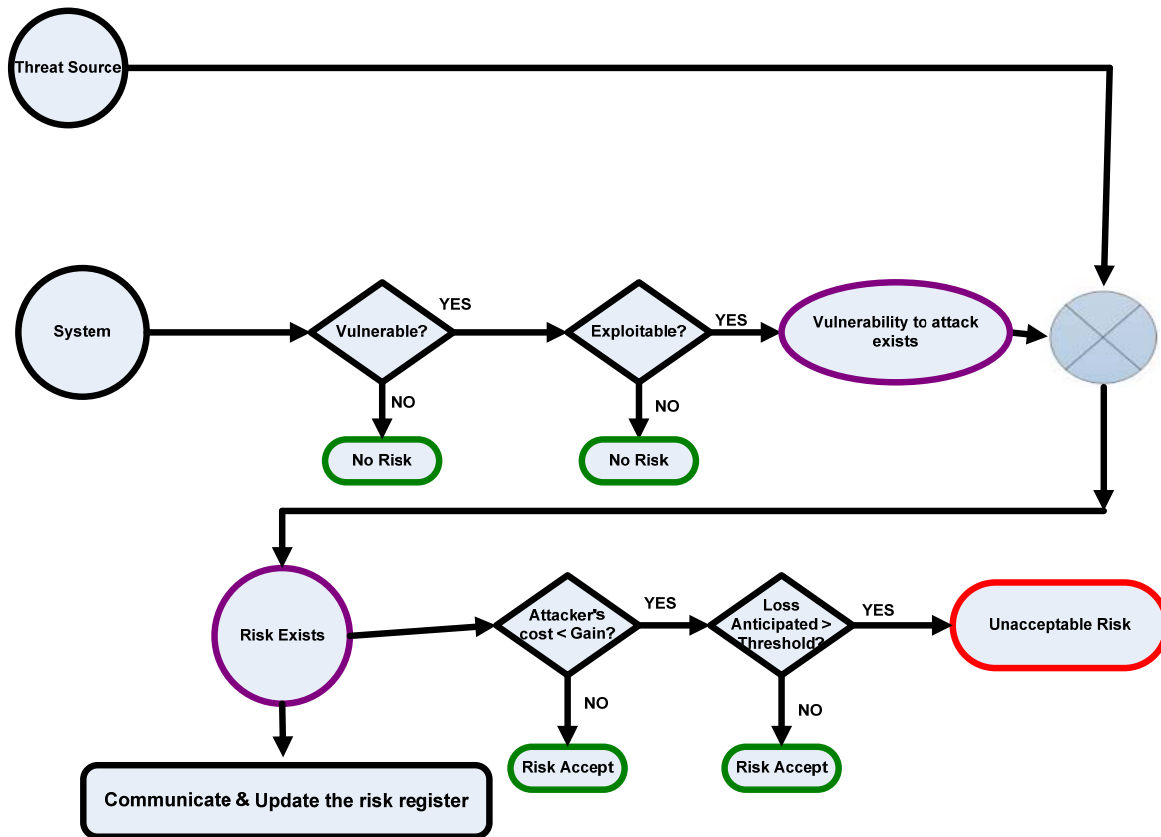 Threat Source
System
Vulnerable?
YES
Exploitable?
YES
Vulnerability to attack
exists
NO
NO
No Risk
No Risk
Risk Exists
Attacker's
cost < Gain?
YES
Loss
Anticipated >
Threshold?
YES
Unacceptable Risk
NO
NO
Risk Accept
Risk Accept
Communicate & Update the risk register